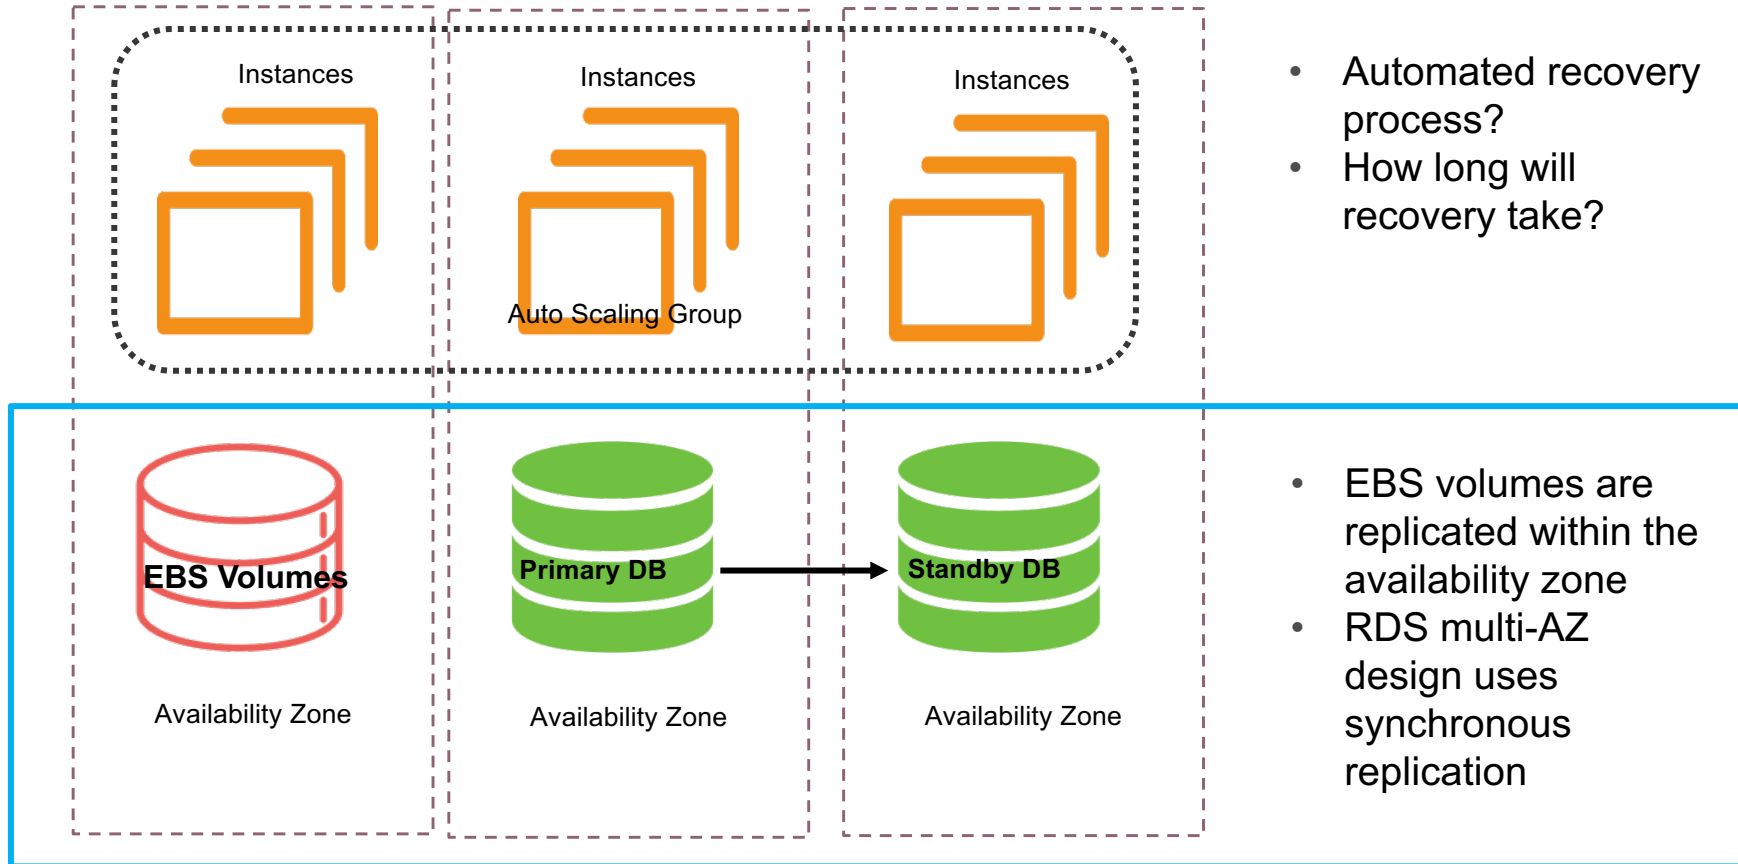 Instances
Instances
Instances
Auto Scaling Group
• Automated recovery
process?
• How long will
recovery take?
EBS Volumes
Primary DB
Standby DB
Availability Zone
Availability Zone
Availability Zone
• EBS volumes are
replicated within the
availability zone
• RDS multi-AZ
design uses
synchronous
replication